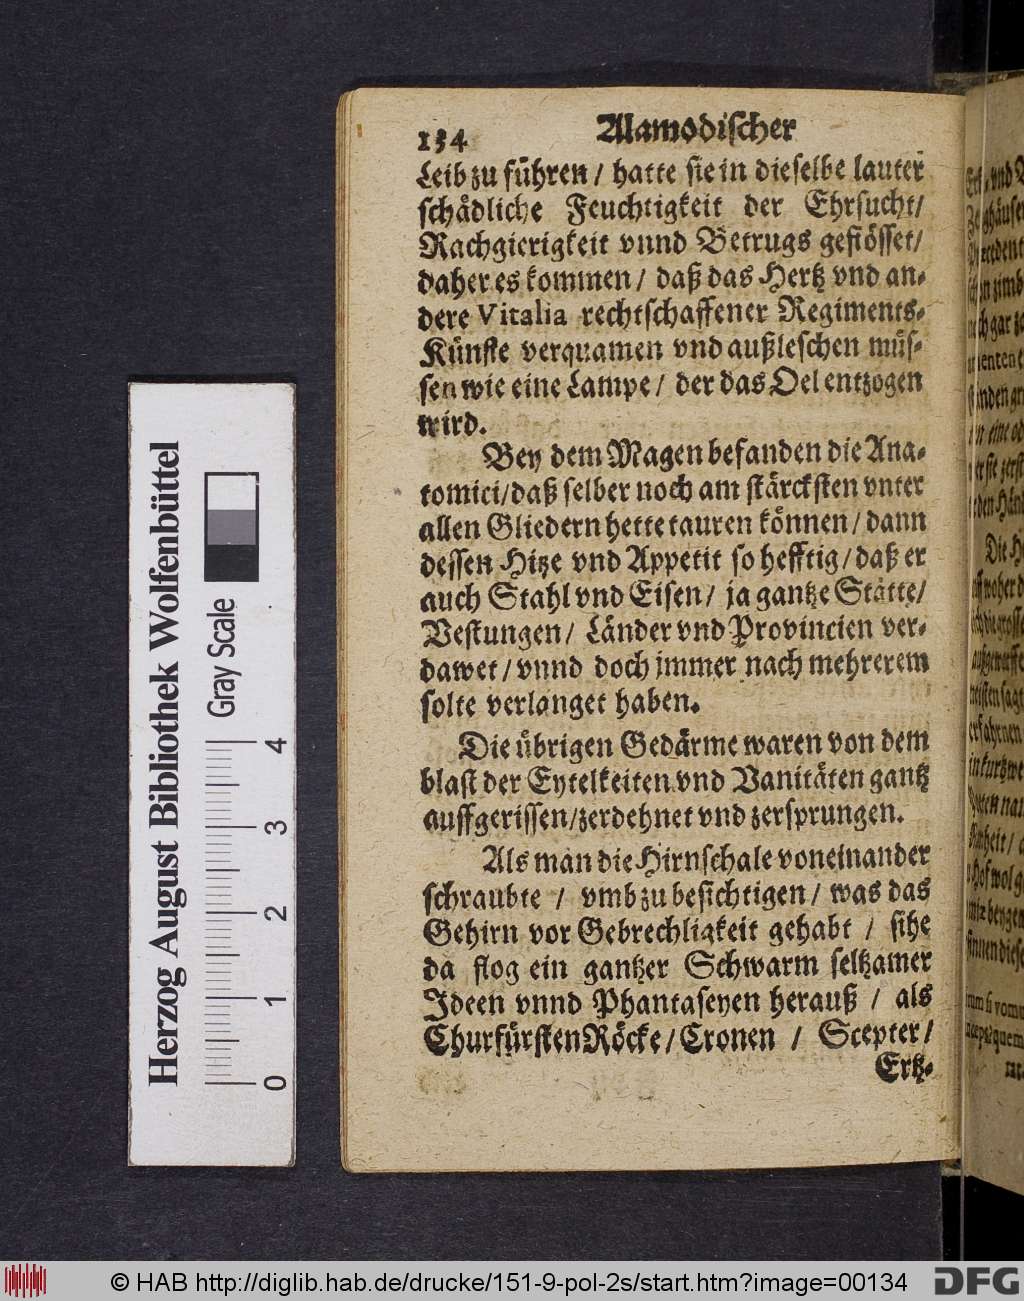 134 Alamodischer
Leib zu führen / hatte sie in dieselbe lauter
schädliche Feuchtigkeit der Ehrsucht/
Rachgierigkeit vnnd Betrugs geflösset/
daher es kommen / daß das Hertz vnd an-
dere Vitalia rechtschaffener Regiments-
Künste verquamen vnd außleschen müs-
sen wie eine Lampe / der das Oel entzogen
wird.
Bey dem Magen befanden die Ana-
tomici/daß selber noch am stärcksten vnter
allen Gliedern hette tauren können / dann
dessen Hitze vnd Appetit so hefftig / daß er
auch Stahl vnd Eisen / ja gantze Stätte/
Vestungen / Länder vnd Provincien ver-
dawet / vnnd doch jmmer nach mehrerem
solte verlanget haben.
Die übrigen Gedärme waren von dem
blast der Eytelkeiten vnd Vanitäten gantz
auffgerissen/zerdehnet vnd zersprungen.
Als man die Hirnschale voneinander
schraubte / vmb zu besichtigen / was das
Gehirn vor Gebrechligkeit gehabt / sihe
da flog ein gantzer Schwarm seltzamer
Ideen vnnd Phantaseyen herauß / als
Churfürsten Röcke / Cronen / Scepter/
Ertz-
Herzog August Bibliothek Wolfenbüttel
Gray Scale
0 1 2 3 4
© HAB http://diglib.hab.de/drucke/151-9-pol-2s/start.htm?image=00134
DFG